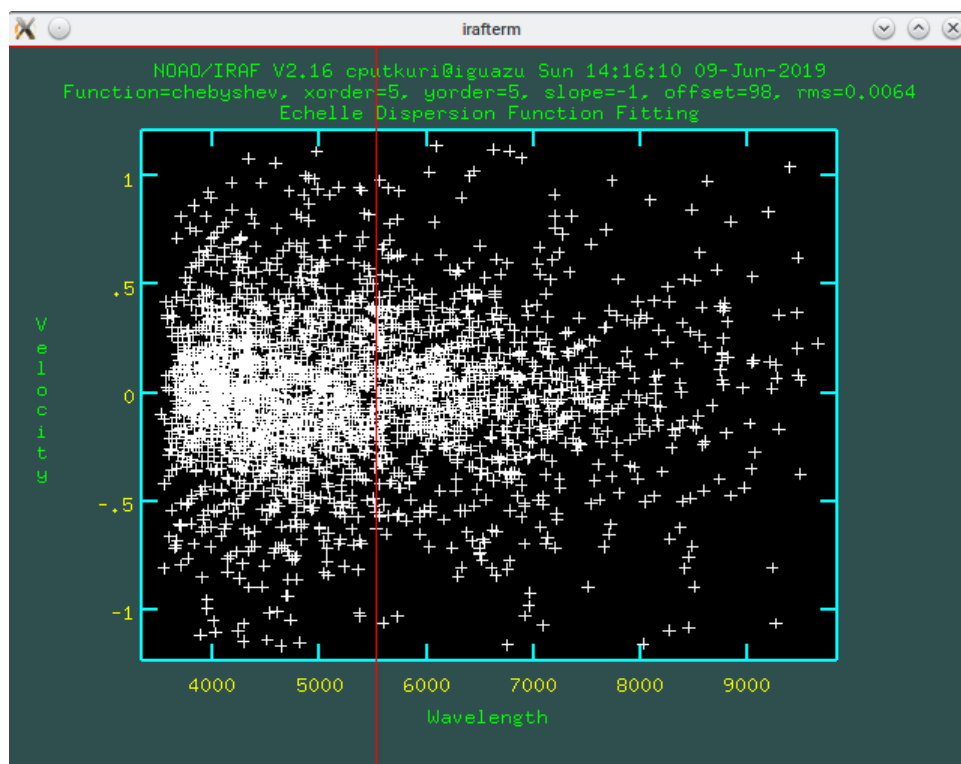 irafterm
NOAO/IRAF V2.16 cputkuri@iguazu Sun 14:16:10 09-Jun-2019
Function=chebyshev, xorder=5, yorder=5, slope=-1, offset=98, rms=0.0064
Echelle Dispersion Function Fitting
1
.5
0
-.5
-1
Velocity
4000 5000 6000 7000 8000 9000
Wavelength